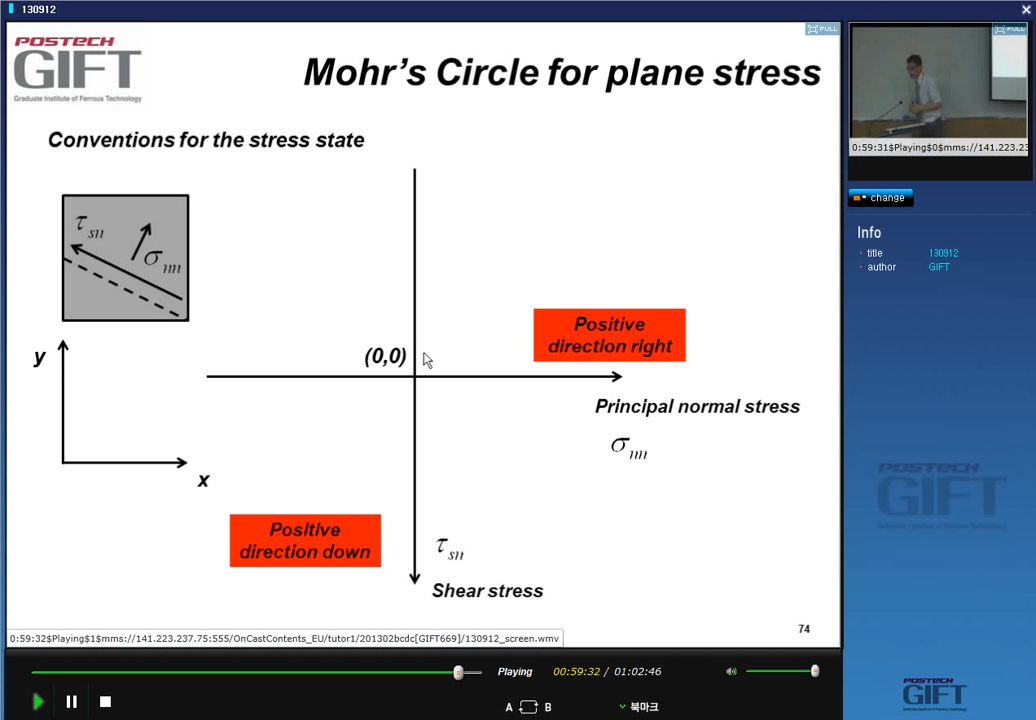 130912
POSTECH
GIFT
Graduate Institute of Ferrous Technology
Mohr's Circle for plane stress
FULL
FULL
Conventions for the stress state
τsn
σnn
y
x
(0,0)
Positive
direction right
Principal normal stress
σnn
Positive
direction down
τsn
Shear stress
74
0:59:32$Playing$1$mms://141.223.237.75:555/OnCastContents_EU/tutor1/201302bcdc[GIFT669]/130912_screen.wmv
Playing
00:59:32 / 01:02:46
A B
북마크
0:59:31$Playing$0$mms://141.223.23
change
Info
title 130912
author GIFT
POSTECH
GIFT
POSTECH
GIFT